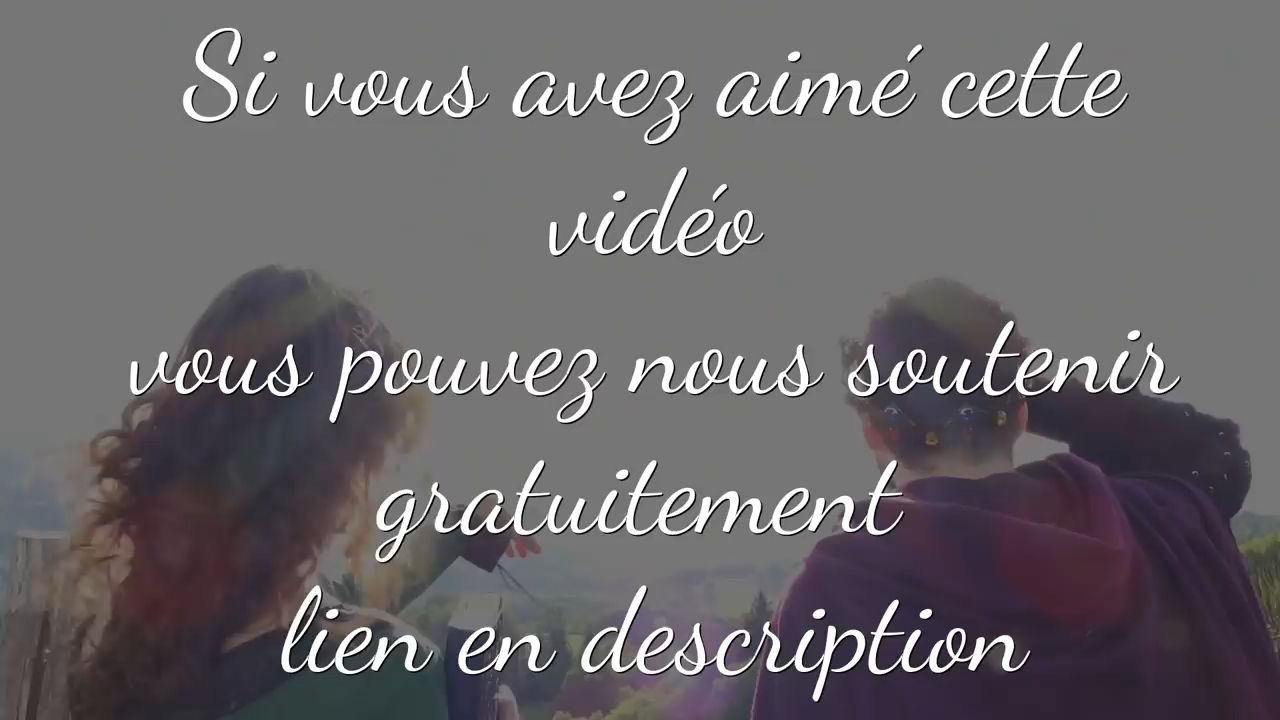 Si vous avez aimé cette
vidéo
vous pouvez nous soutenir
gratuitement
lien en description